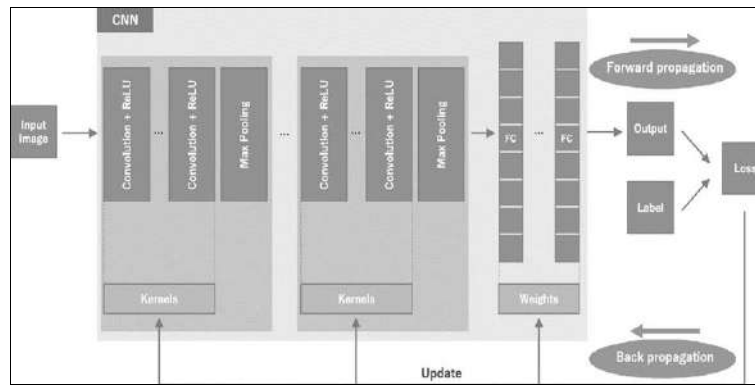 CNN
Forward propagation
Input
Image
Convolution + ReLU
...
Convolution + ReLU
Max Pooling
...
Convolution + ReLU
...
Convolution + ReLU
Max Pooling
FC
...
FC
Output
Label
Loss
Kernels
Kernels
Weights
Update
Back propagation